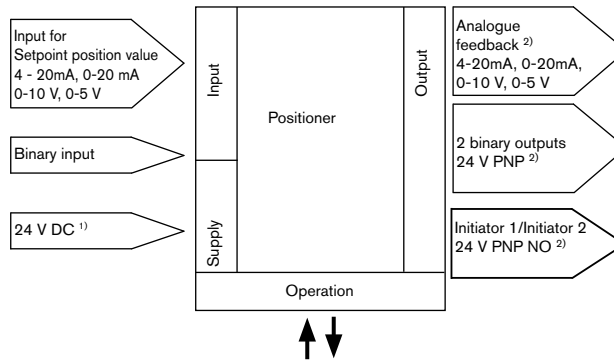 Input for
Setpoint position value
4 - 20mA, 0-20 mA
0-10 V, 0-5 V
Binary input
24 V DC 1)
Input
Supply
Positioner
Output
Operation
Analogue
feedback 2)
4-20mA, 0-20mA,
0-10 V, 0-5 V
2 binary outputs
24 V PNP 2)
Initiator 1/Initiator 2
24 V PNP NO 2)